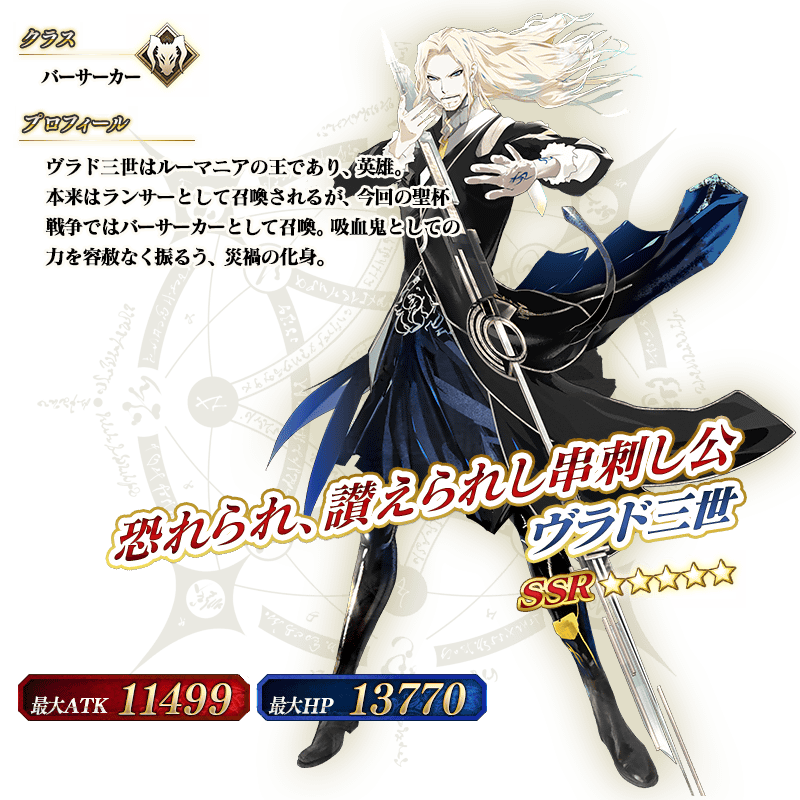 クラス
バーサーカー
プロフィール
ヴラド三世はルーマニアの王であり、英雄。
本来はランサーとして召喚されるが、今回の聖杯
戦争ではバーサーカーとして召喚。吸血鬼としての
力を容赦なく振るう、災禍の化身。
恐れられ、讃えられし串刺し公
ヴラド三世
SSR ☆☆☆☆☆
最大ATK 11499
最大HP 13770